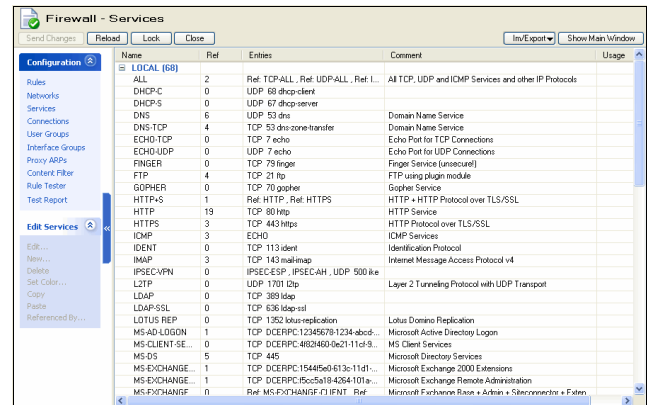 Firewall - Services
Send Changes Reload Lock Close Im/Export Show Main Window
Configuration
Rules
Networks
Services
Connections
User Groups
Interface Groups
Proxy ARPs
Content Filter
Rule Tester
Test Report
Edit Services
Edit...
New...
Delete
Set Color...
Copy
Paste
Referenced By...
Name Ref Entries Comment Usage
LOCAL (68)
ALL 2 Ref: TCP-ALL , Ref: UDP-ALL , Ref: I... All TCP, UDP and ICMP Services and other IP Protocols
DHCP-C 0 UDP 68 dhcp-client
DHCP-S 0 UDP 67 dhcp-server
DNS 6 UDP 53 dns Domain Name Service
DNS-TCP 4 TCP 53 dns-zone-transfer Domain Name Service
ECHO-TCP 0 TCP 7 echo Echo Port for TCP Connections
ECHO-UDP 0 UDP 7 echo Echo Port for UDP Connections
FINGER 0 TCP 79 finger Finger Service (unsecure!)
FTP 4 TCP 21 ftp FTP using plugin module
GOPHER 0 TCP 70 gopher Gopher Service
HTTP+S 1 Ref: HTTP , Ref: HTTPS HTTP + HTTP Protocol over TLS/SSL
HTTP 19 TCP 80 http HTTP Service
HTTPS 3 TCP 443 https HTTP Protocol over TLS/SSL
ICMP 3 ECHO ICMP Services
IDENT 0 TCP 113 ident Identification Protocol
IMAP 3 TCP 143 mail-imap Internet Message Access Protocol v4
IPSEC-VPN 0 IPSEC-ESP , IPSEC-AH , UDP 500 ike
L2TP 0 UDP 1701 l2tp Layer 2 Tunneling Protocol with UDP Transport
LDAP 0 TCP 389 ldap
LDAP-SSL 0 TCP 636 ldap-ssl
LOTUS REP 0 TCP 1352 lotus-replication Lotus Domino Replication
MS-AD-LOGON 1 TCP DCERPC:12345678-1234-abcd-... Microsoft Active Directory Logon
MS-CLIENT-SE... 0 TCP DCERPC:4f82f460-0e21-11cf-9... MS Client Services
MS-DS 5 TCP 445 Microsoft Directory Services
MS-EXCHANGE... 1 TCP DCERPC:1544f5e0-613c-11d1-... Microsoft Exchange 2000 Extensions
MS-EXCHANGE... 1 TCP DCERPC:f5cc5a18-4264-101a-... Microsoft Exchange Remote Administration
MS-EXCHANGE 0 Ref: MS-EXCHANGE-CLIENT Ref: Microsoft Exchange Base + Admin + Siteconnector + Exten